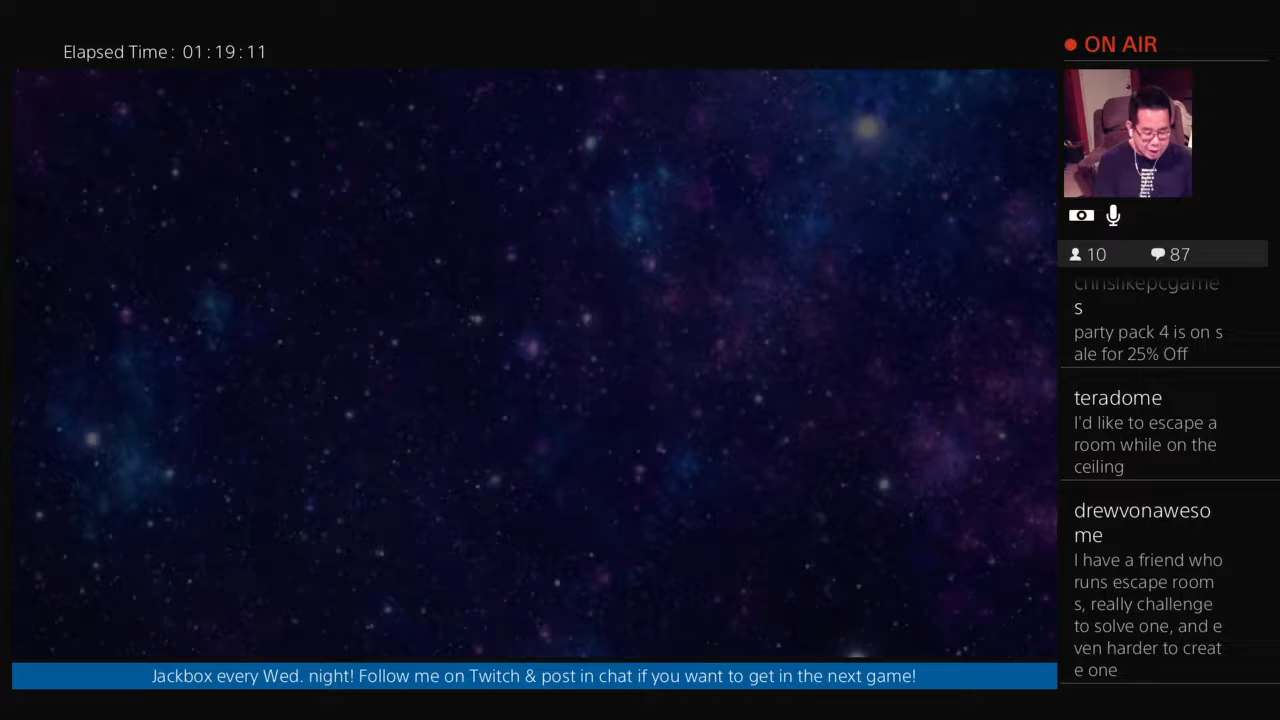 Elapsed Time: 01:19:11
ON AIR
10 87
chrislikepcgame
s
party pack 4 is on s
ale for 25% Off
teradome
I'd like to escape a
room while on the
ceiling
drewvonaweso
me
I have a friend who
runs escape room
s, really challenge
to solve one, and e
ven harder to creat
e one
Jackbox every Wed. night! Follow me on Twitch & post in chat if you want to get in the next game!